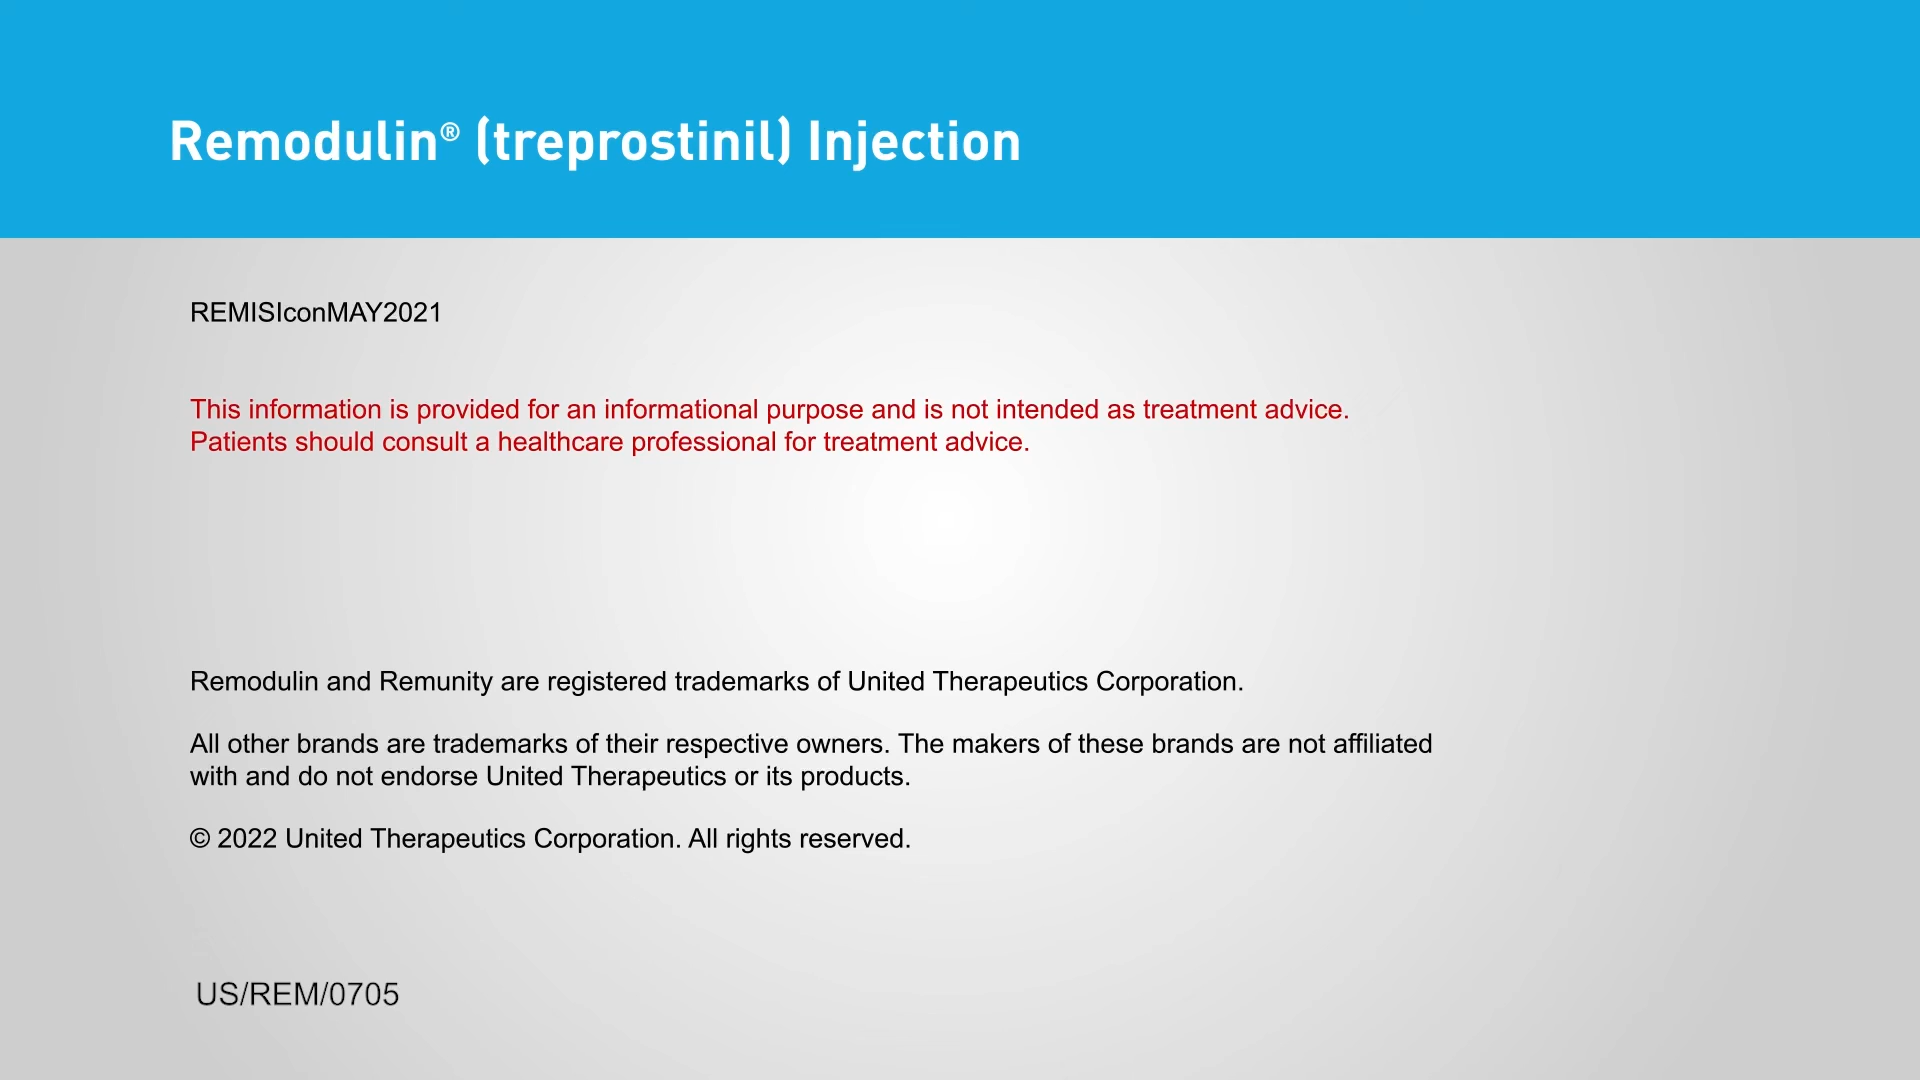 Remodulin® (treprostinil) Injection
REMISIconMAY2021
This information is provided for an informational purpose and is not intended as treatment advice.
Patients should consult a healthcare professional for treatment advice.
Remodulin and Remunity are registered trademarks of United Therapeutics Corporation.
All other brands are trademarks of their respective owners. The makers of these brands are not affiliated
with and do not endorse United Therapeutics or its products.
© 2022 United Therapeutics Corporation. All rights reserved.
US/REM/0705